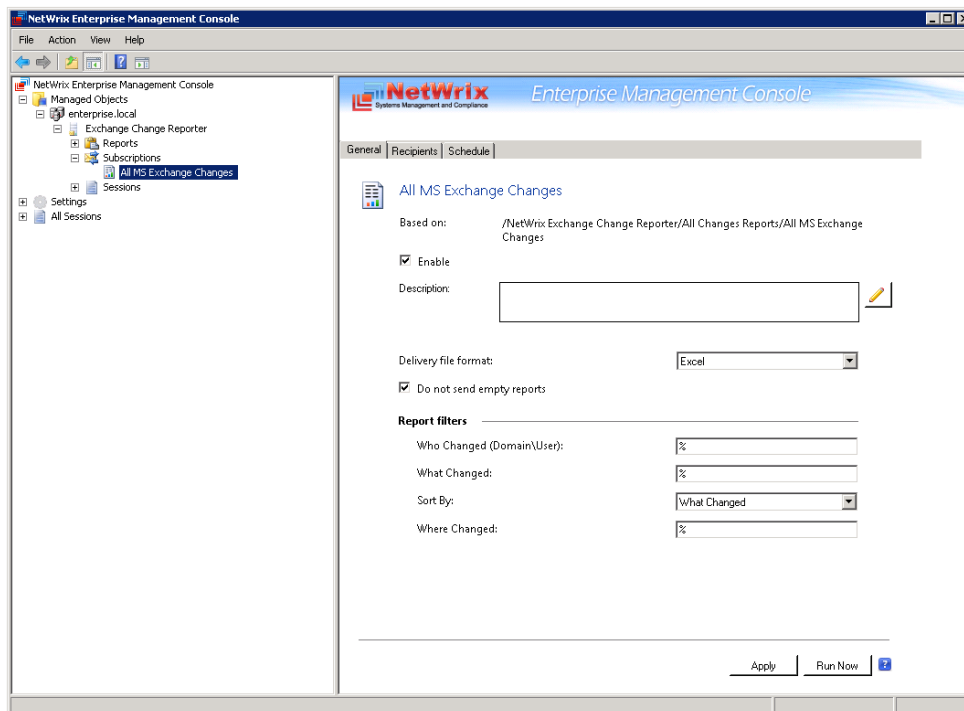 NetWrix Enterprise Management Console
File Action View Help
NetWrix Enterprise Management Console
Managed Objects
enterprise.local
Exchange Change Reporter
Reports
Subscriptions
All MS Exchange Changes
Sessions
Settings
All Sessions
NetWrix
Systems Management and Compliance
Enterprise Management Console
General Recipients Schedule
All MS Exchange Changes
Based on: /NetWrix Exchange Change Reporter/All Changes Reports/All MS Exchange
Changes
Enable
Description:
Delivery file format: Excel
Do not send empty reports
Report filters
Who Changed (Domain\User): %
What Changed: %
Sort By: What Changed
Where Changed: %
Apply Run Now ?